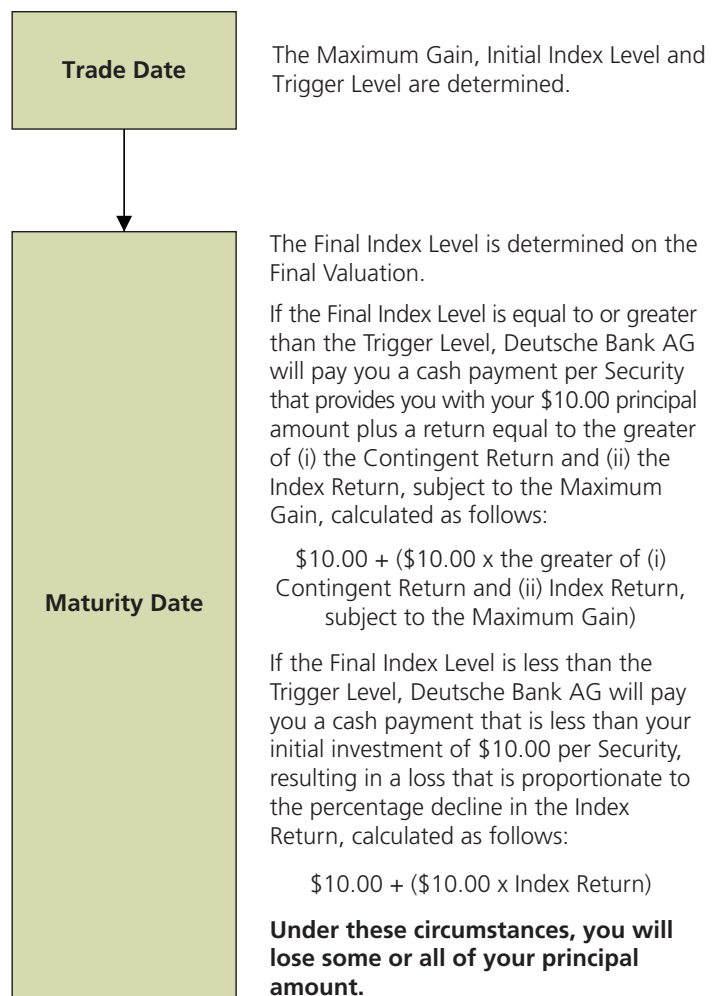 Trade Date
The Maximum Gain, Initial Index Level and
Trigger Level are determined.
Maturity Date
The Final Index Level is determined on the
Final Valuation.
If the Final Index Level is equal to or greater
than the Trigger Level, Deutsche Bank AG
will pay you a cash payment per Security
that provides you with your $10.00 principal
amount plus a return equal to the greater
of (i) the Contingent Return and (ii) the
Index Return, subject to the Maximum
Gain, calculated as follows:
$10.00 + ($10.00 x the greater of (i)
Contingent Return and (ii) Index Return,
subject to the Maximum Gain)
If the Final Index Level is less than the
Trigger Level, Deutsche Bank AG will pay
you a cash payment that is less than your
initial investment of $10.00 per Security,
resulting in a loss that is proportionate to
the percentage decline in the Index
Return, calculated as follows:
$10.00 + ($10.00 x Index Return)
Under these circumstances, you will
lose some or all of your principal
amount.